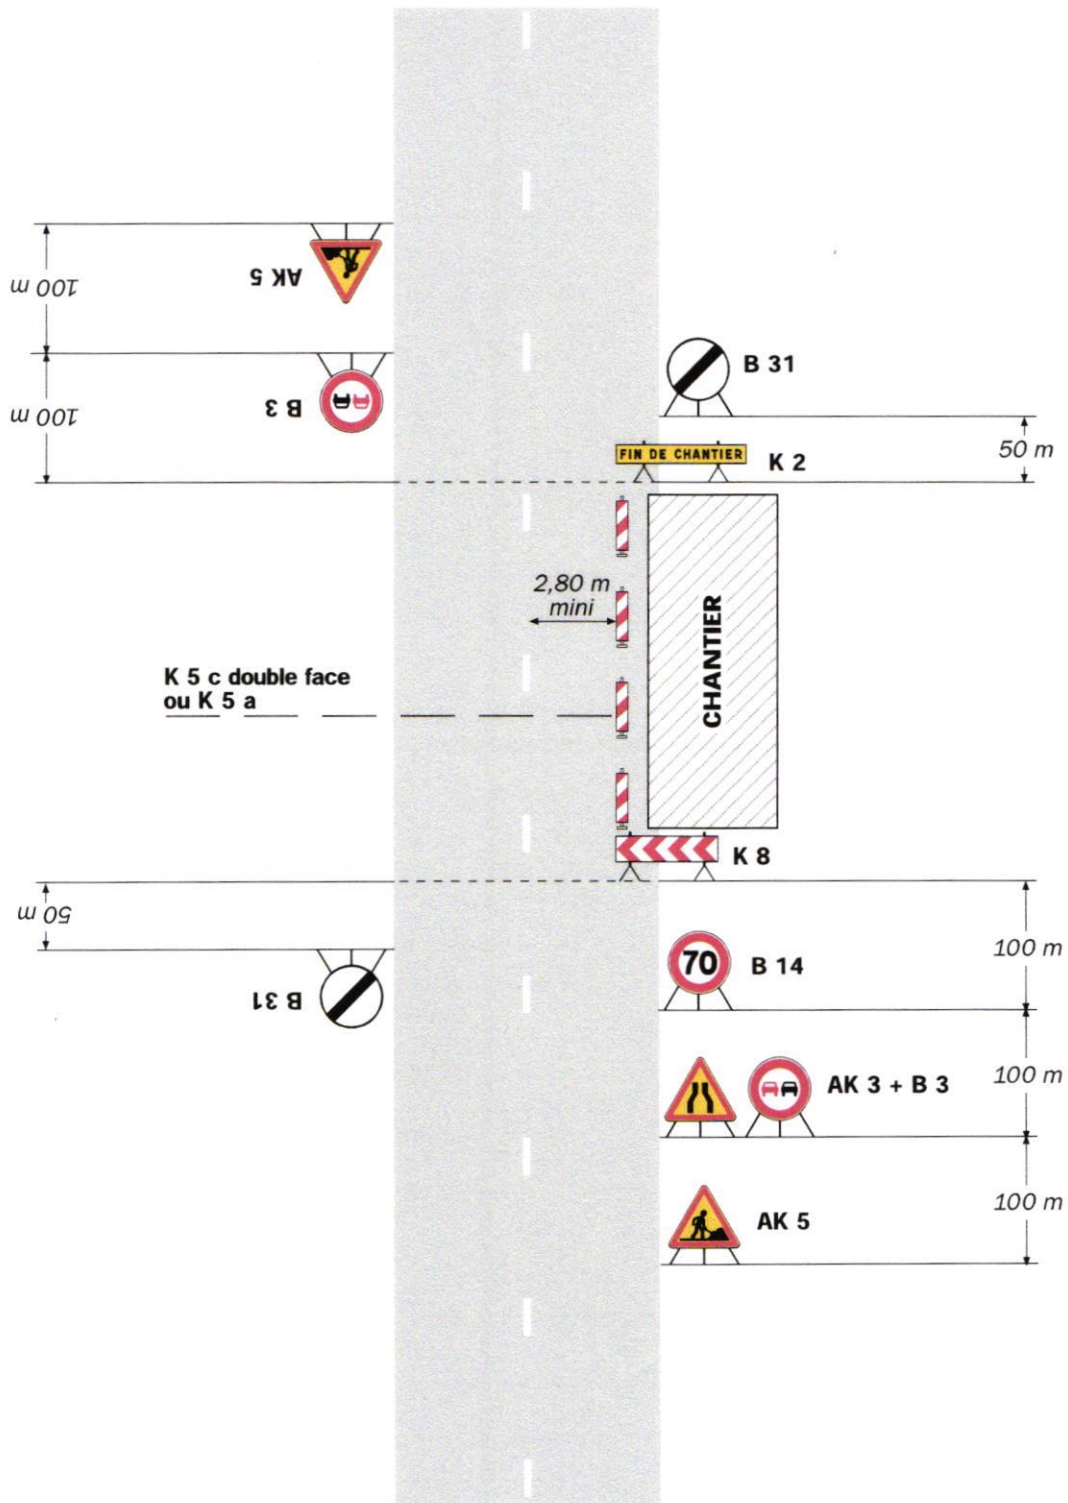 100 m
AK 5
B 31
100 m
B 3
50 m
FIN DE CHANTIER
K 2
2,80 m
mini
CHANTIER
K 5 c double face
ou K 5 a
K 8
50 m
100 m
70
B 14
B 31
AK 3 + B 3
100 m
AK 5
100 m